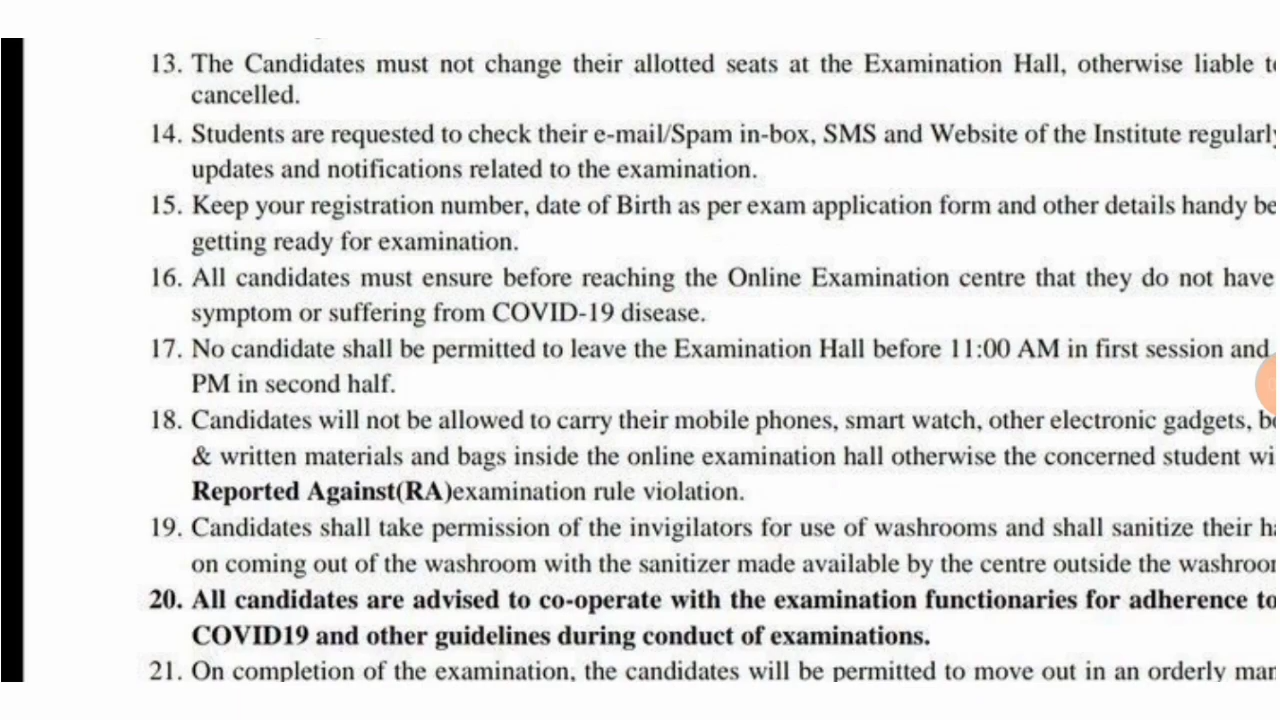 13. The Candidates must not change their allotted seats at the Examination Hall, otherwise liable
cancelled.
14. Students are requested to check their e-mail/Spam in-box, SMS and Website of the Institute
updates and notifications related to the examination.
15. Keep your registration number, date of Birth as per exam application form and other details handy
getting ready for examination.
16. All candidates must ensure before reaching the Online Examination centre that they do not have
symptom or suffering from COVID-19 disease.
17. No candidate shall be permitted to leave the Examination Hall before 11:00 AM in first session and
PM in second half.
18. Candidates will not be allowed to carry their mobile phones, smart watch, other electronic gadgets,
& written materials and bags inside the online examination hall otherwise the concerned student
Reported Against(RA)examination rule violation.
19. Candidates shall take permission of the invigilators for use of washrooms and shall sanitize their
on coming out of the washroom with the sanitizer made available by the centre outside the
20. All candidates are advised to co-operate with the examination functionaries for adherence to
COVID19 and other guidelines during conduct of examinations.
21. On completion of the examination, the candidates will be permitted to move out in an orderly